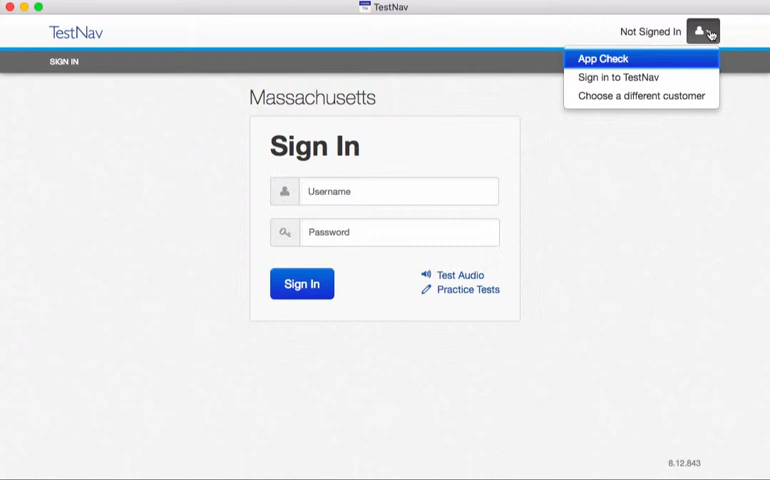 TestNav
TestNav
Not Signed In
SIGN IN
App Check
Sign in to TestNav
Choose a different customer
Massachusetts
Sign In
Username
Password
Sign In
Test Audio
Practice Tests
8.12.843